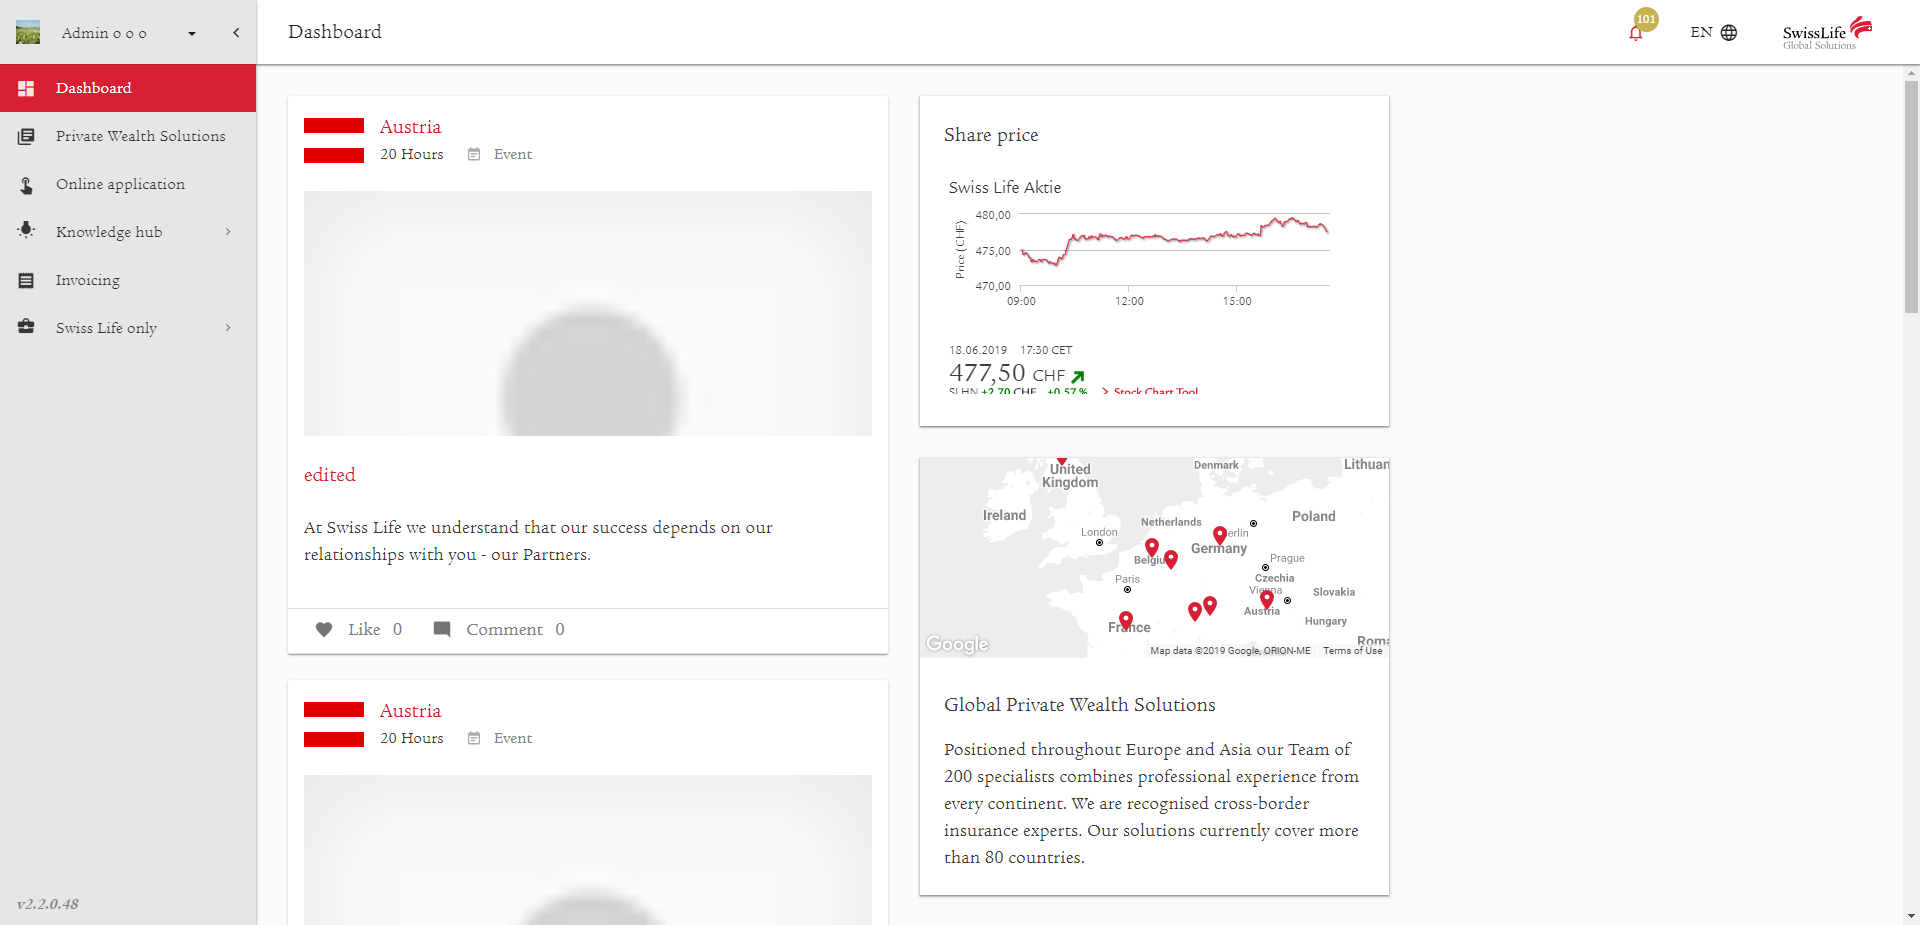 Admin o o o
Dashboard
Private Wealth Solutions
Online application
Knowledge hub
Invoicing
Swiss Life only
v2.2.0.48
Dashboard
101
EN
SwissLife
Global Solutions
Austria
20 Hours Event
edited
At Swiss Life we understand that our success depends on our
relationships with you - our Partners.
Like 0 Comment 0
Austria
20 Hours Event
Share price
Swiss Life Aktie
Price (CHF)
480,00
475,00
470,00
09:00 12:00 15:00
18.06.2019 17:30 CET
477,50 CHF
SLHN +2,70 CHF +0,57 % Stock Chart Tool
United
Kingdom
Denmark
Lithuan
Ireland
London
Netherlands
Poland
erlin
Germany
Belgiu
Prague
Paris
Czechia
Vienna
Slovakia
Austria
Hungary
France
Roma
Google
Map data ©2019 Google, ORION-ME Terms of Use
Global Private Wealth Solutions
Positioned throughout Europe and Asia our Team of
200 specialists combines professional experience from
every continent. We are recognised cross-border
insurance experts. Our solutions currently cover more
than 80 countries.